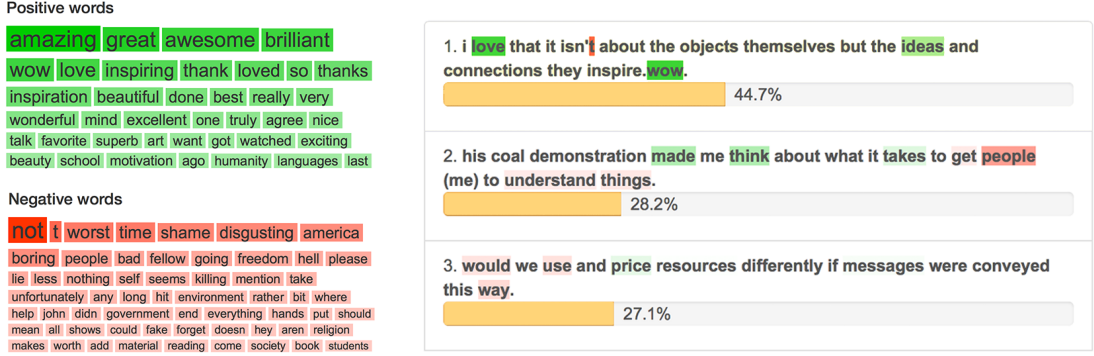 Positive words
amazing great awesome brilliant
wow love inspiring thank loved so thanks
inspiration beautiful done best really very
wonderful mind excellent one truly agree nice
talk favorite superb art want got watched exciting
beauty school motivation ago humanity languages last
Negative words
not t worst time shame disgusting america
boring people bad fellow going freedom hell please
lie less nothing self seems killing mention take
unfortunately any long hit environment rather bit where
help john didn government end everything hands put should
mean all shows could fake forget doesn hey aren religion
makes worth add material reading come society book students
1. i love that it isn't about the objects themselves but the ideas and
connections they inspire.wow.
44.7%
2. his coal demonstration made me think about what it takes to get people
(me) to understand things.
28.2%
3. would we use and price resources differently if messages were conveyed
this way.
27.1%